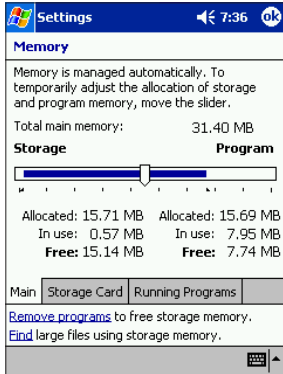 Settings 7:36 ok
Memory
Memory is managed automatically. To
temporarily adjust the allocation of storage
and program memory, move the slider.
Total main memory: 31.40 MB
Storage Program
Allocated: 15.71 MB Allocated: 15.69 MB
In use: 0.57 MB In use: 7.95 MB
Free: 15.14 MB Free: 7.74 MB
Main Storage Card Running Programs
Remove programs to free storage memory.
Find large files using storage memory.